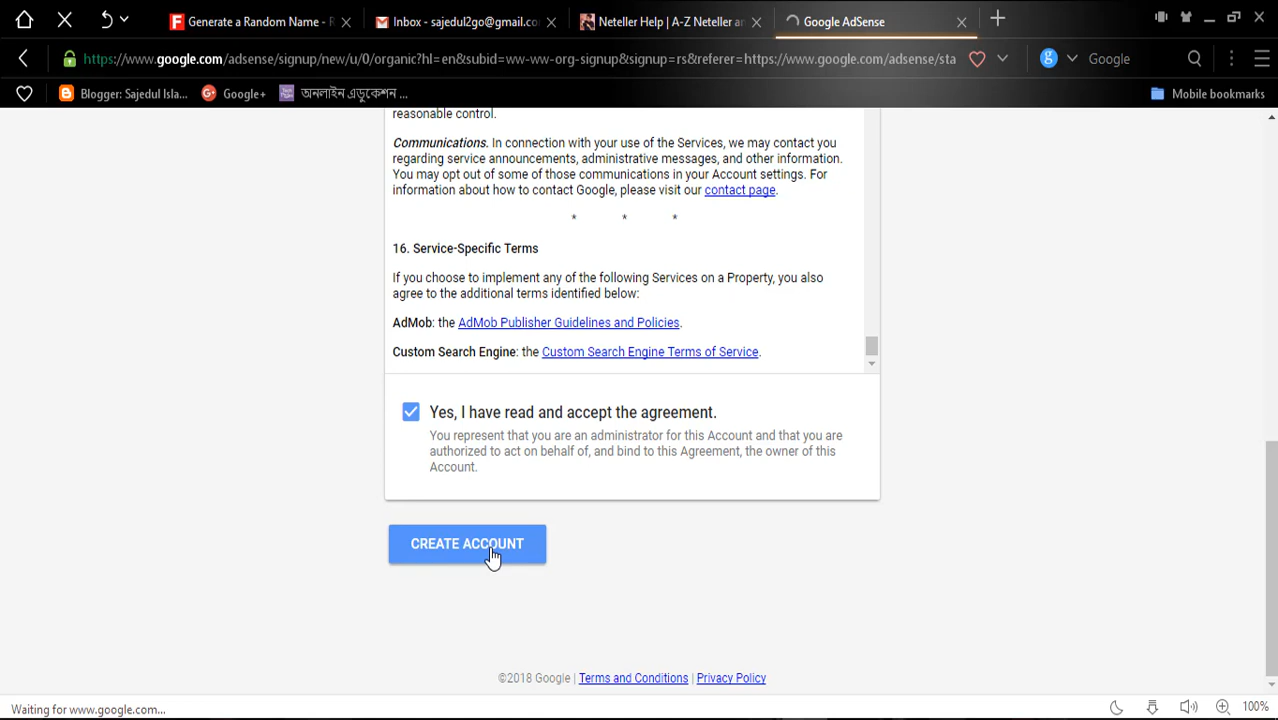 Generate a Random Name - F
Inbox - sajedul2go@gmail.co
Neteller Help | A-Z Neteller ar
Google AdSense
https://www.google.com/adsense/signup/new/u/0/organic?hl=en&subid=ww-ww-org-signup&signup=rs&referer=https://www.google.com/adsense/sta
Google
Blogger: Sajedul Isla...
Google+
অনলাইন এডুকেশন ...
Mobile bookmarks
reasonable control.
Communications. In connection with your use of the Services, we may contact you
regarding service announcements, administrative messages, and other information.
You may opt out of some of those communications in your Account settings. For
information about how to contact Google, please visit our contact page.
* * *
16. Service-Specific Terms
If you choose to implement any of the following Services on a Property, you also
agree to the additional terms identified below:
AdMob: the AdMob Publisher Guidelines and Policies.
Custom Search Engine: the Custom Search Engine Terms of Service.
Yes, I have read and accept the agreement.
You represent that you are an administrator for this Account and that you are
authorized to act on behalf of, and bind to this Agreement, the owner of this
Account.
CREATE ACCOUNT
©2018 Google | Terms and Conditions | Privacy Policy
Waiting for www.google.com...
100%